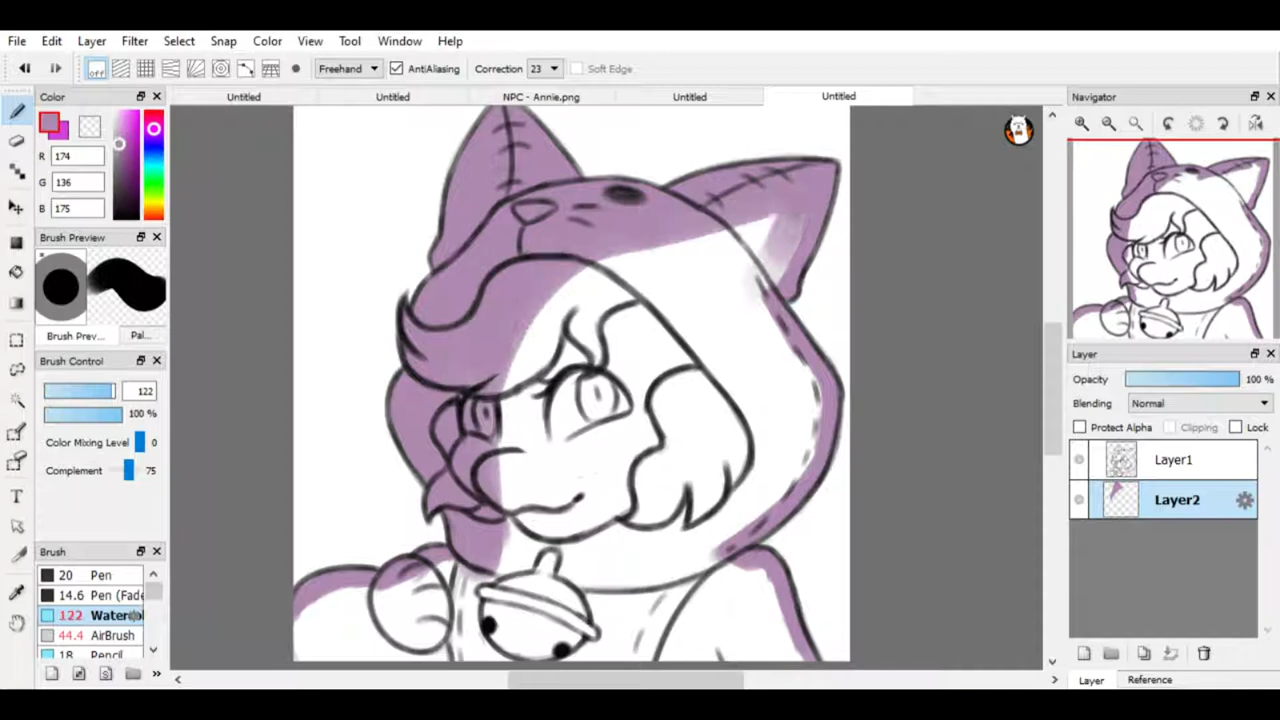 File Edit Layer Filter Select Snap Color View Tool Window Help
off Freehand AntiAliasing Correction 23 Soft Edge
Color
Untitled Untitled NPC - Annie.png Untitled Untitled
Navigator
R 174
G 136
B 175
Brush Preview
Brush Prev... Pal...
Brush Control
122
100 %
Color Mixing Level 0
Complement 75
Brush
20 Pen
14.6 Pen (Fade
122 Water
44.4 AirBrush
18 Pencil
Layer
Opacity 100 %
Blending Normal
Protect Alpha Clipping Lock
Layer1
Layer2
Layer Reference